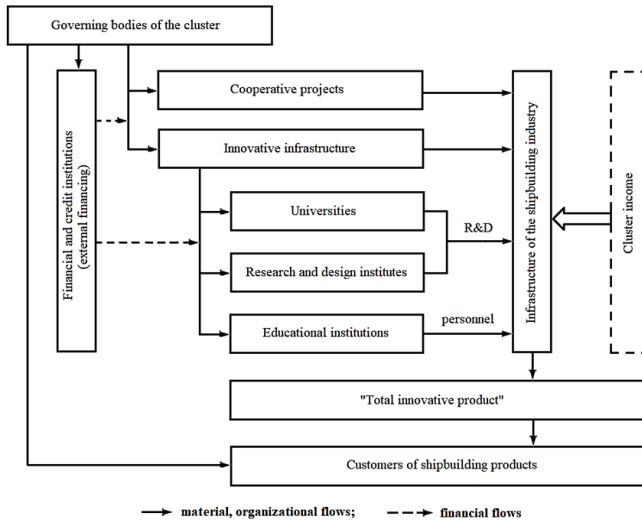 Governing bodies of the cluster
Financial and credit institutions
(external financing)
Cooperative projects
Innovative infrastructure
Universities
R&D
Research and design institutes
personnel
Educational institutions
Infrastructure of the shipbuilding industry
Cluster income
"Total innovative product"
Customers of shipbuilding products
material, organizational flows;
financial flows